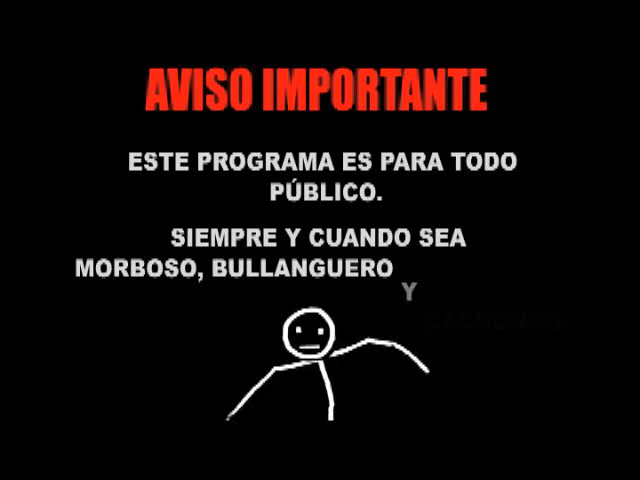 AVISO IMPORTANTE
ESTE PROGRAMA ES PARA TODO
PÚBLICO.
SIEMPRE Y CUANDO SEA
MORBOSO, BULLANGUERO
Y